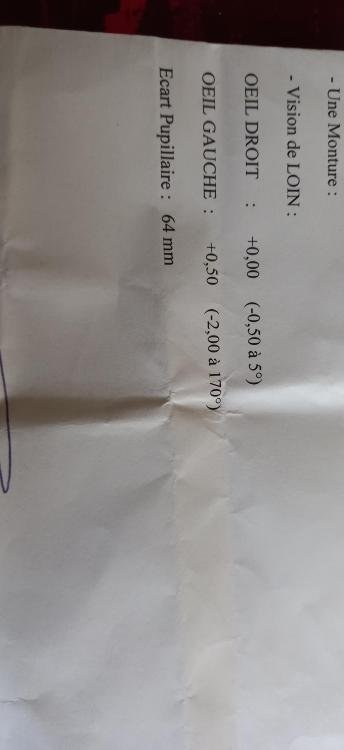 - Une Monture :
- Vision de LOIN :
OEIL DROIT : +0,00 (-0,50 à 5°)
OEIL GAUCHE : +0,50 (-2,00 à 170°)
Ecart Pupillaire : 64 mm